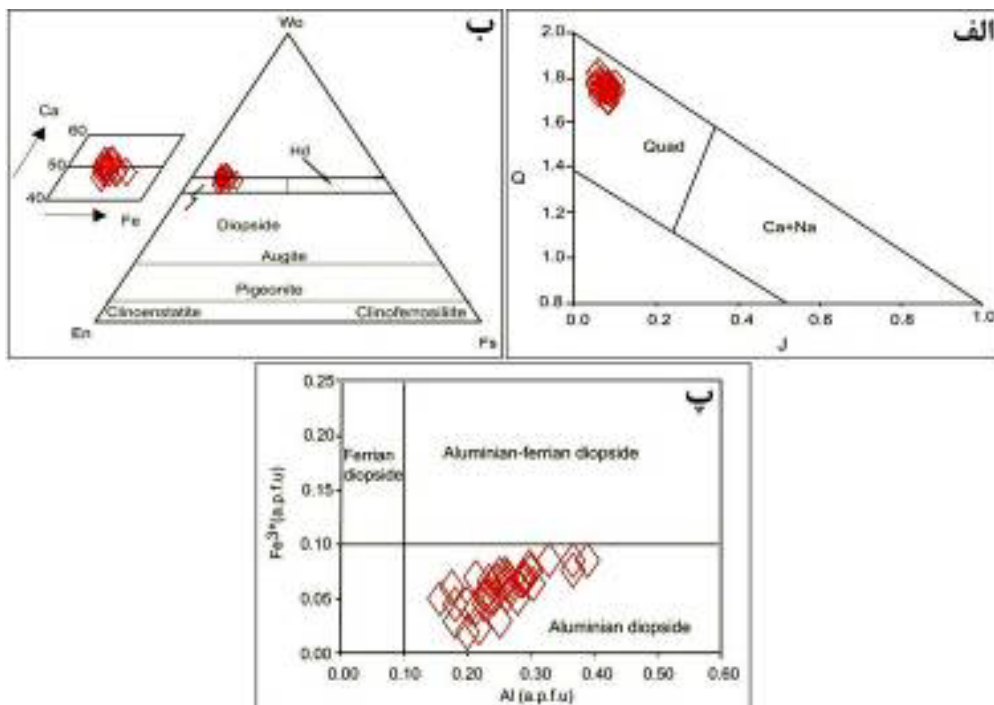 ب
Wo
Ca
60
50
40
Fe
Hd
Diopside
Augite
Pigeonite
Clinoenstatite
Clinoferrosilite
En
Fs
الف
2.0
1.8
1.6
1.4
1.2
1.0
0.8
Q
Quad
Ca+Na
0.0 0.2 0.4 0.6 0.8 1.0
J
پ
0.25
0.20
0.15
0.10
0.05
0.00
Fe3+(a.p.f.u)
Ferrian
diopside
Aluminian-ferrian diopside
Aluminian diopside
0.00 0.10 0.20 0.30 0.40 0.50 0.60
Al (a.p.f.u)